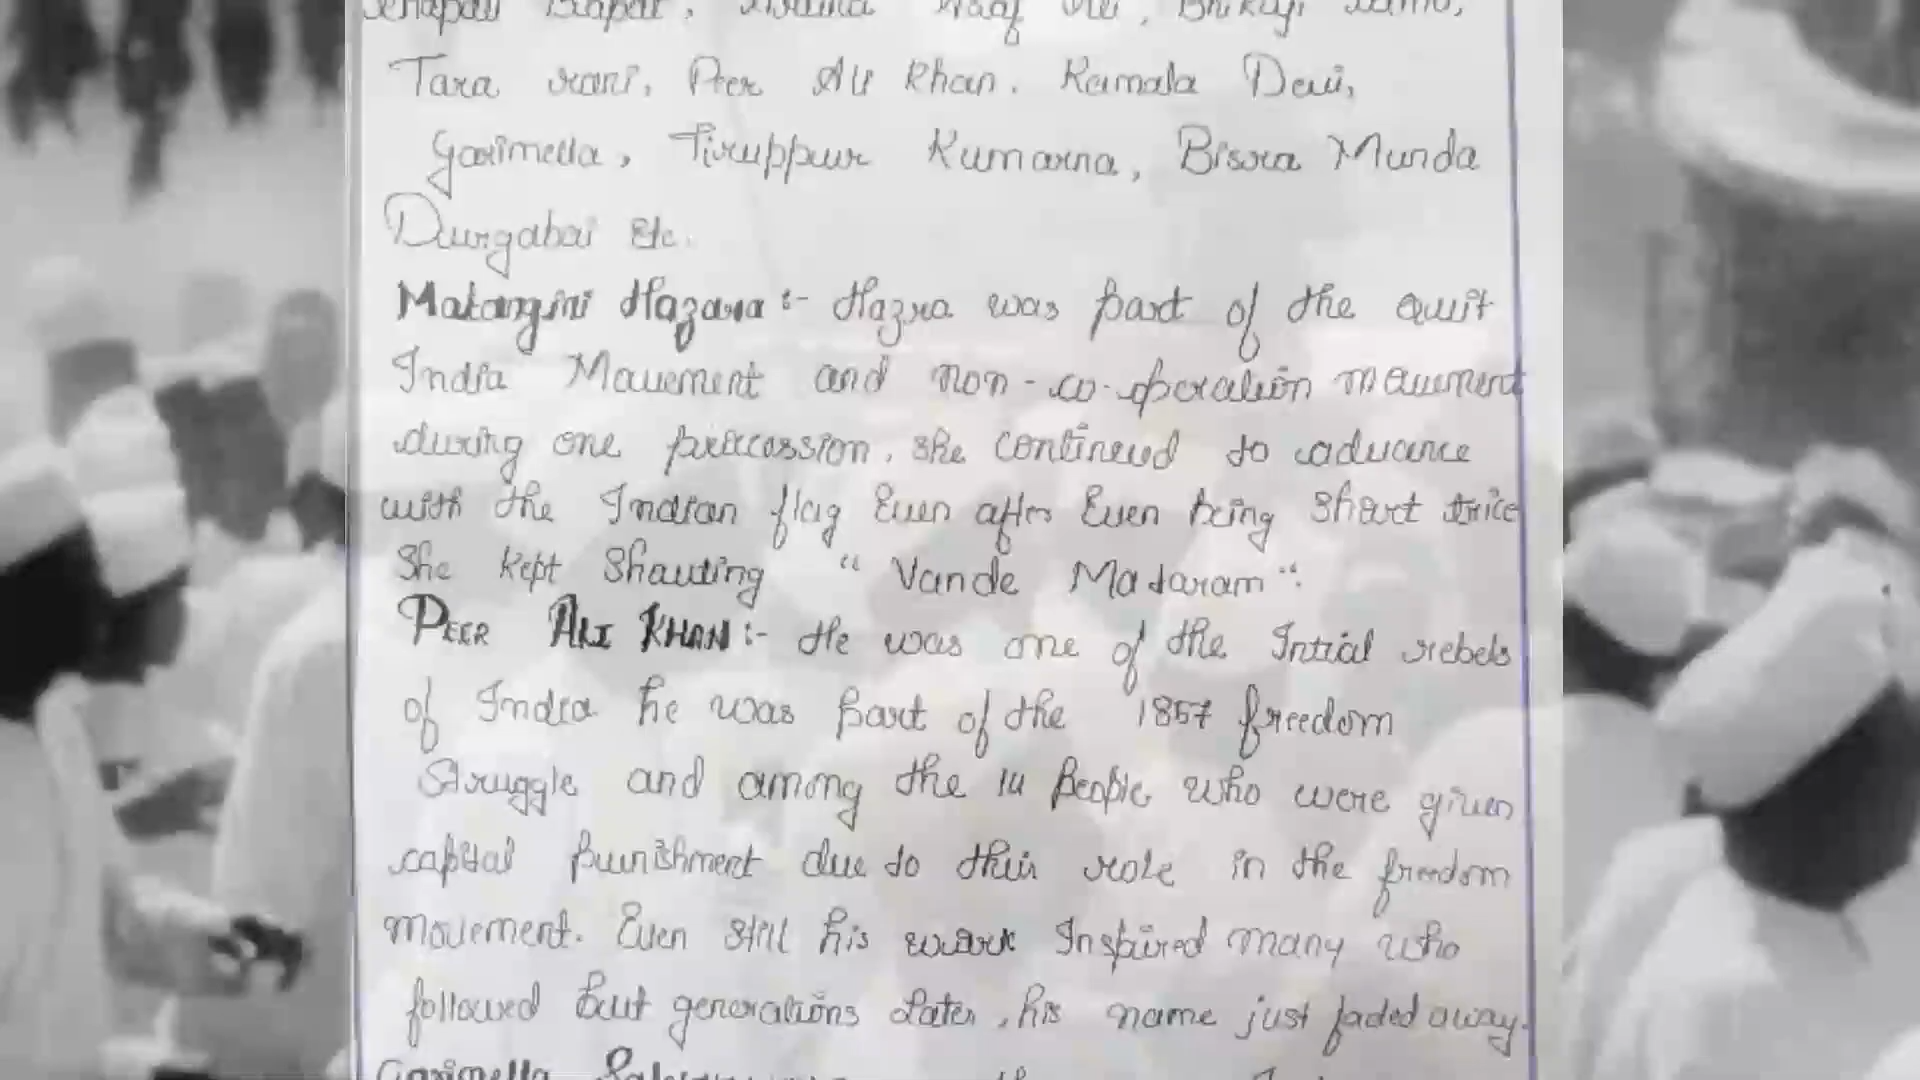 Tara rani, Peer Ali Khan. Kamala Devi,
Garimella, Tiruppur Kumarna, Bisra Munda
Durgabai Etc.
Matangini Hazara :- Hazra was part of the Quit
India Movement and non-co-operation movement
during one proccassion, she contineud to advance
with the Indian flag Even after Even being short trice
She kept Shauting " Vande Mataram ".
PEER ALI KHAN :- He was one of the Intial rebels
of India he was part of the 1857 freedom
Struggle and among the 14 People who were given
capital punishment due to their role in the freedom
movement. Even still his work Inspired many who
followed but generations Later, his name just faded away.
Garimella